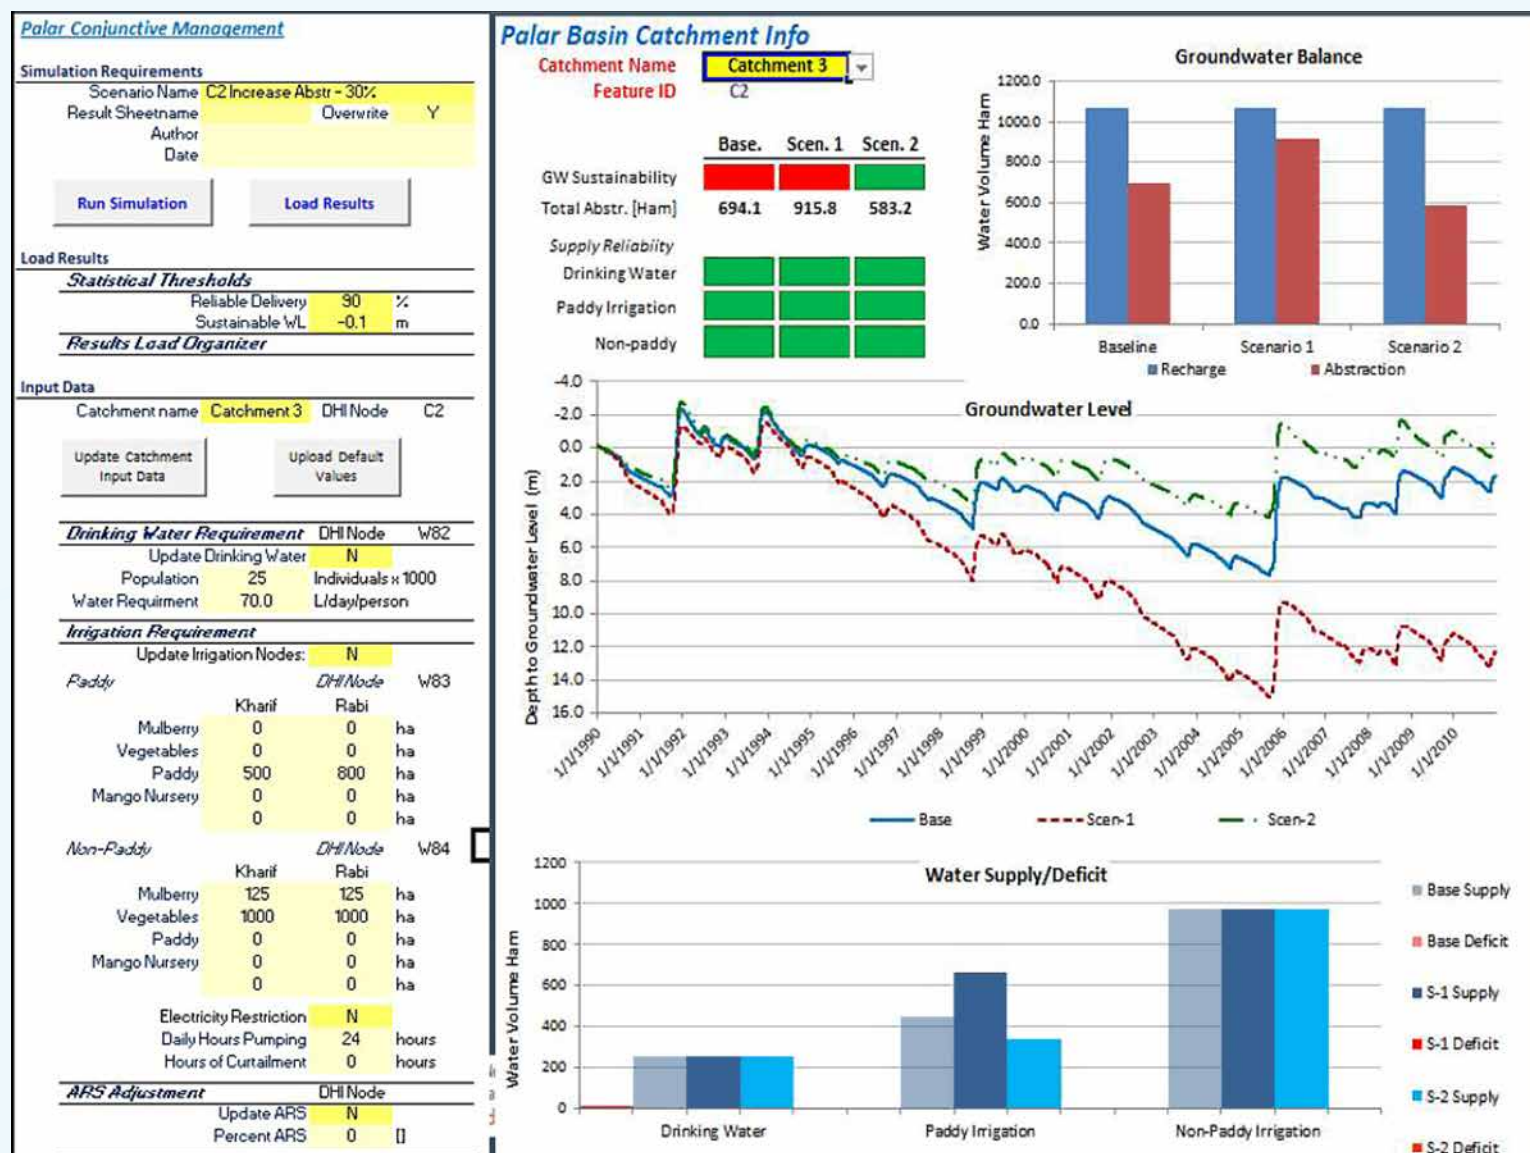 Palar Conjunctive Management
Simulation Requirements
Scenario Name C2 Increase Abstr - 30%
Result Sheetname Overwrite Y
Author
Date
Run Simulation Load Results
Load Results
Statistical Thresholds
Reliable Delivery 90 %
Sustainable WL -0.1 m
Results Load Organizer
Input Data
Catchment name Catchment 3 DHI Node C2
Update Catchment Input Data
Upload Default Values
Drinking Water Requirement DHI Node W82
Update Drinking Water N
Population 25 Individuals x 1000
Water Requirment 70.0 L/day/person
Irrigation Requirement
Update Irrigation Nodes: N
Paddy DHI Node W83
Kharif Rabi
Mulberry 0 0 ha
Vegetables 0 0 ha
Paddy 500 800 ha
Mango Nursery 0 0 ha
0 0 ha
Non-Paddy DHI Node W84
Kharif Rabi
Mulberry 125 125 ha
Vegetables 1000 1000 ha
Paddy 0 0 ha
Mango Nursery 0 0 ha
0 0 ha
Electricity Restriction N
Daily Hours Pumping 24 hours
Hours of Curtailment 0 hours
ARS Adjustment DHI Node
Update ARS N
Percent ARS 0 []
Palar Basin Catchment Info
Catchment Name Catchment 3
Feature ID C2
Base. Scen. 1 Scen. 2
GW Sustainability
Total Abstr. [Ham] 694.1 915.8 583.2
Supply Reliabiity
Drinking Water
Paddy Irrigation
Non-paddy
Groundwater Balance
Water Volume Ham
1200.0
1000.0
800.0
600.0
400.0
200.0
0.0
Baseline Scenario 1 Scenario 2
Recharge Abstraction
Groundwater Level
Depth to Groundwater Level (m)
-4.0
-2.0
0.0
2.0
4.0
6.0
8.0
10.0
12.0
14.0
16.0
1/1/1990 1/1/1991 1/1/1992 1/1/1993 1/1/1994 1/1/1995 1/1/1996 1/1/1997 1/1/1998 1/1/1999 1/1/2000 1/1/2001 1/1/2002 1/1/2003 1/1/2004 1/1/2005 1/1/2006 1/1/2007 1/1/2008 1/1/2009 1/1/2010
Base Scen-1 Scen-2
Water Supply/Deficit
Water Volume Ham
1200
1000
800
600
400
200
0
Drinking Water Paddy Irrigation Non-Paddy Irrigation
Base Supply
Base Deficit
S-1 Supply
S-1 Deficit
S-2 Supply
S-2 Deficit